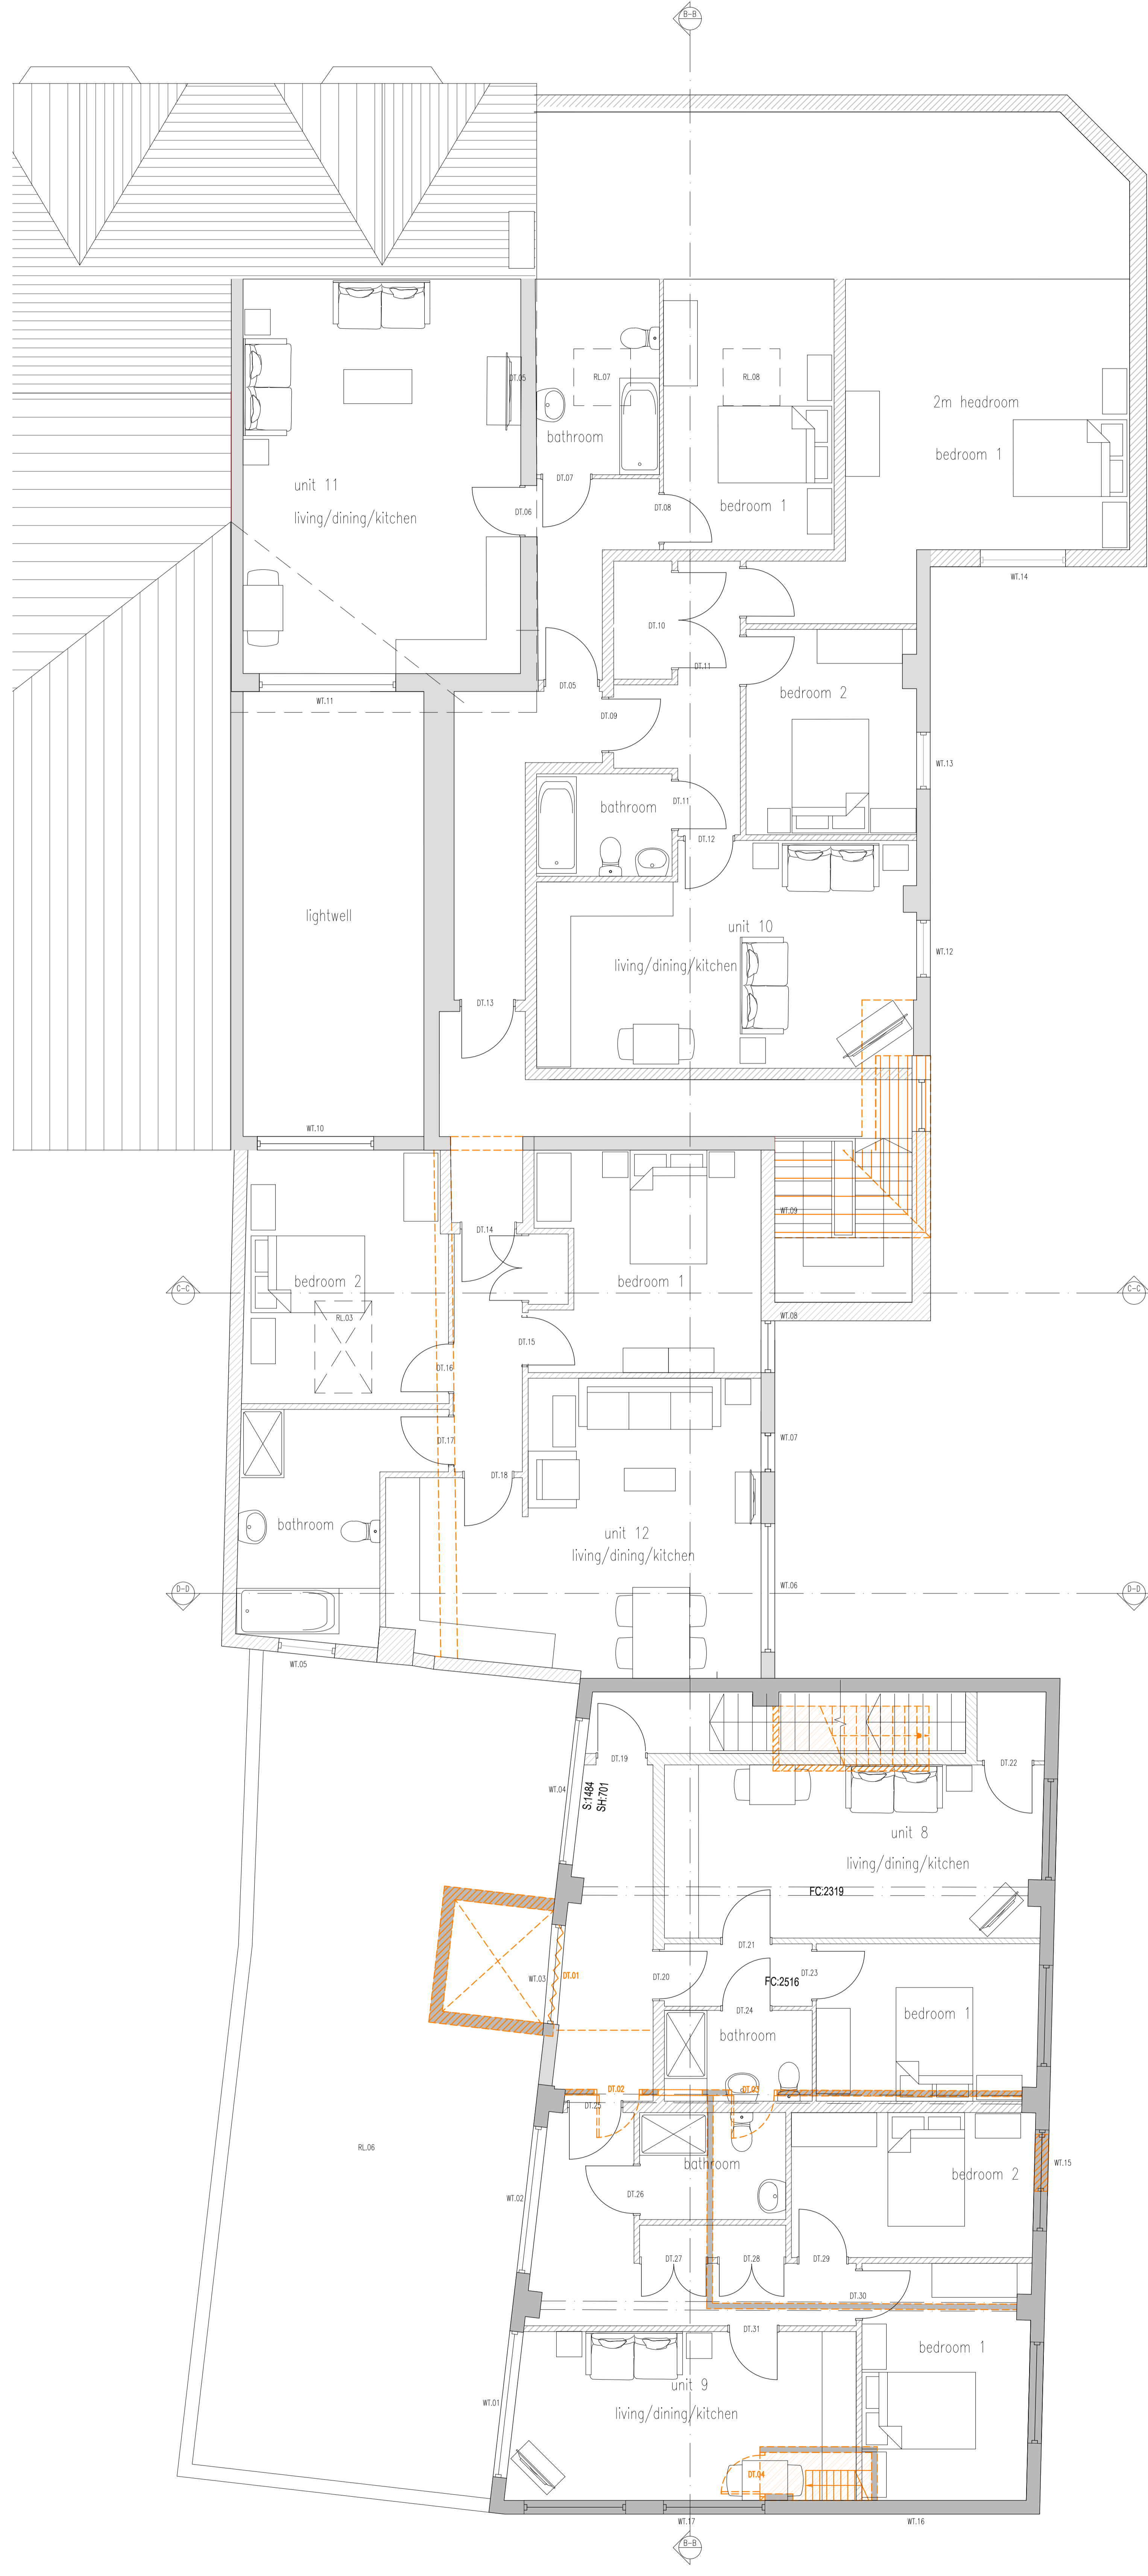 B-B
DT.05
RL.07
RL.08
2m headroom
bathroom
bedroom 1
unit 11
DT.07
bedroom 1
living/dining/kitchen
DT.06
DT.08
WT.14
DT.10
DT.11
DT.05
bedroom 2
WT.11
DT.09
WT.13
bathroom
DT.11
DT.12
lightwell
unit 10
WT.12
living/dining/kitchen
DT.13
WT.10
WT.09
DT.14
bedroom 2
bedroom 1
C-C
C-C
RL.03
WT.08
DT.15
DT.16
WT.07
DT.17
DT.18
bathroom
unit 12
living/dining/kitchen
D-D
D-D
WT.06
WT.05
DT.19
DT.22
WT.04
S:1484
SH:701
unit 8
living/dining/kitchen
FC:2319
DT.21
DT.23
WT.03
DT.01
DT.20
FC:2516
DT.24
bedroom 1
bathroom
DT.02
DT.03
DT.25
RL.06
bathroom
WT.15
bedroom 2
DT.26
WT.02
DT.27
DT.28
DT.29
DT.30
DT.31
bedroom 1
unit 9
WT.01
living/dining/kitchen
DT.04
WT.17
WT.16
B-B